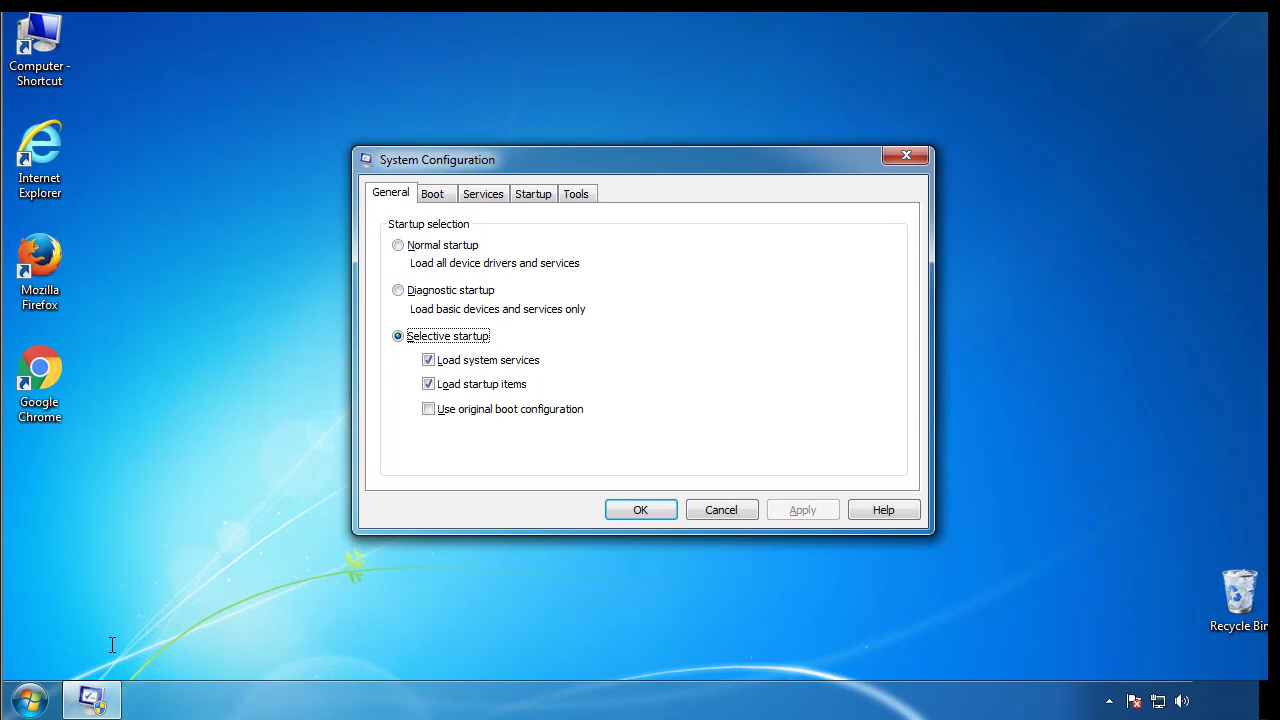 Computer -
Shortcut
Internet
Explorer
Mozilla
Firefox
Google
Chrome
System Configuration
General
Boot
Services
Startup
Tools
Startup selection
Normal startup
Load all device drivers and services
Diagnostic startup
Load basic devices and services only
Selective startup
Load system services
Load startup items
Use original boot configuration
OK
Cancel
Apply
Help
Recycle Bin